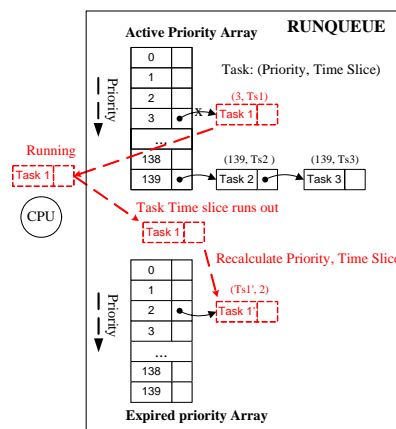 RUNQUEUE
Active Priority Array
Task: (Priority, Time Slice)
Priority
0
1
2
3
...
138
139
(3, Ts1)
x
Task 1
Running
Task 1
CPU
(139, Ts2 )
(139, Ts3)
Task 2
Task 3
Task Time slice runs out
Task 1
Recalculate Priority, Time Slice
(Ts1', 2)
Task 1'
Priority
0
1
2
3
...
138
139
Expired priority Array